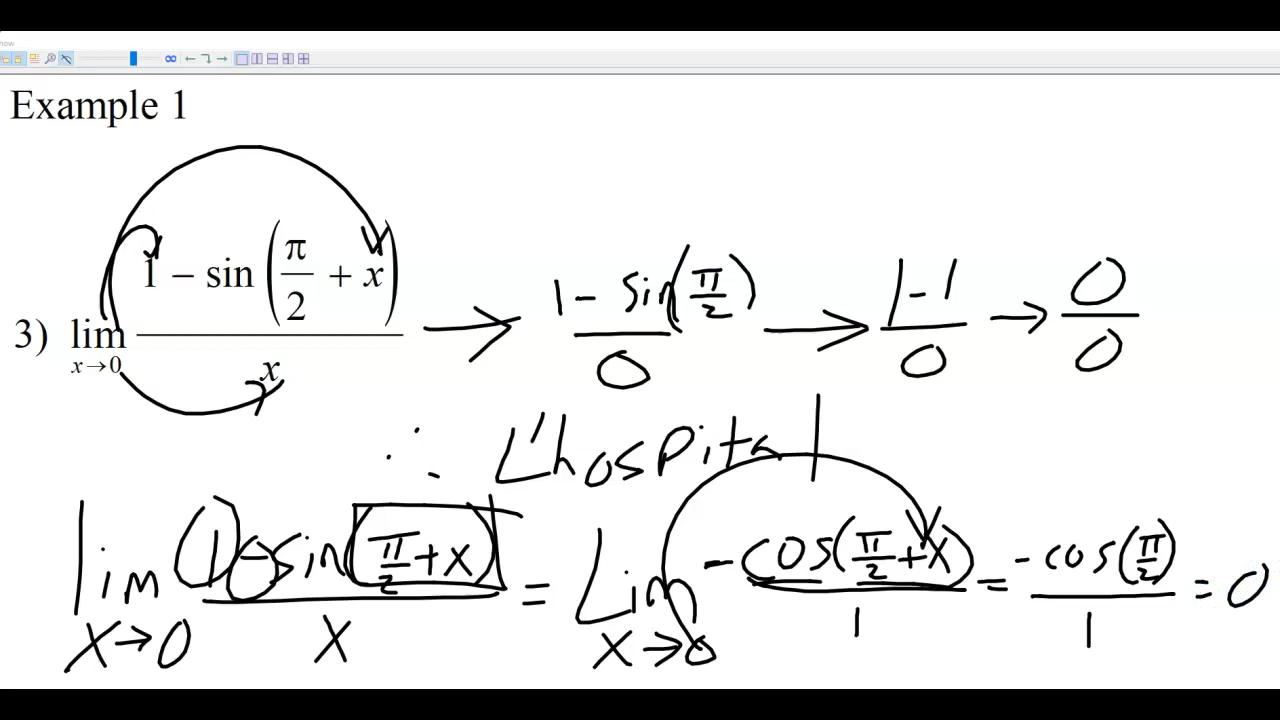 now
Example 1
3) lim x→0 (1 − sin(π/2 + x))/x → (1 − sin(π/2))/0 → (1 − 1)/0 → 0/0
∴ L'hospital
lim x→0 (1 − sin(π/2 + x))/x = Lim x→0 (−cos(π/2 + x))/1 = (−cos(π/2))/1 = 0